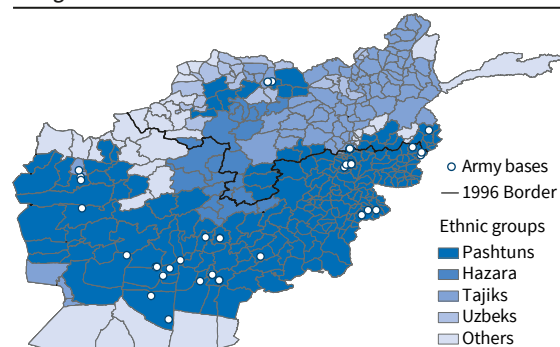 Army bases
1996 Border
Ethnic groups
Pashtuns
Hazara
Tajiks
Uzbeks
Others